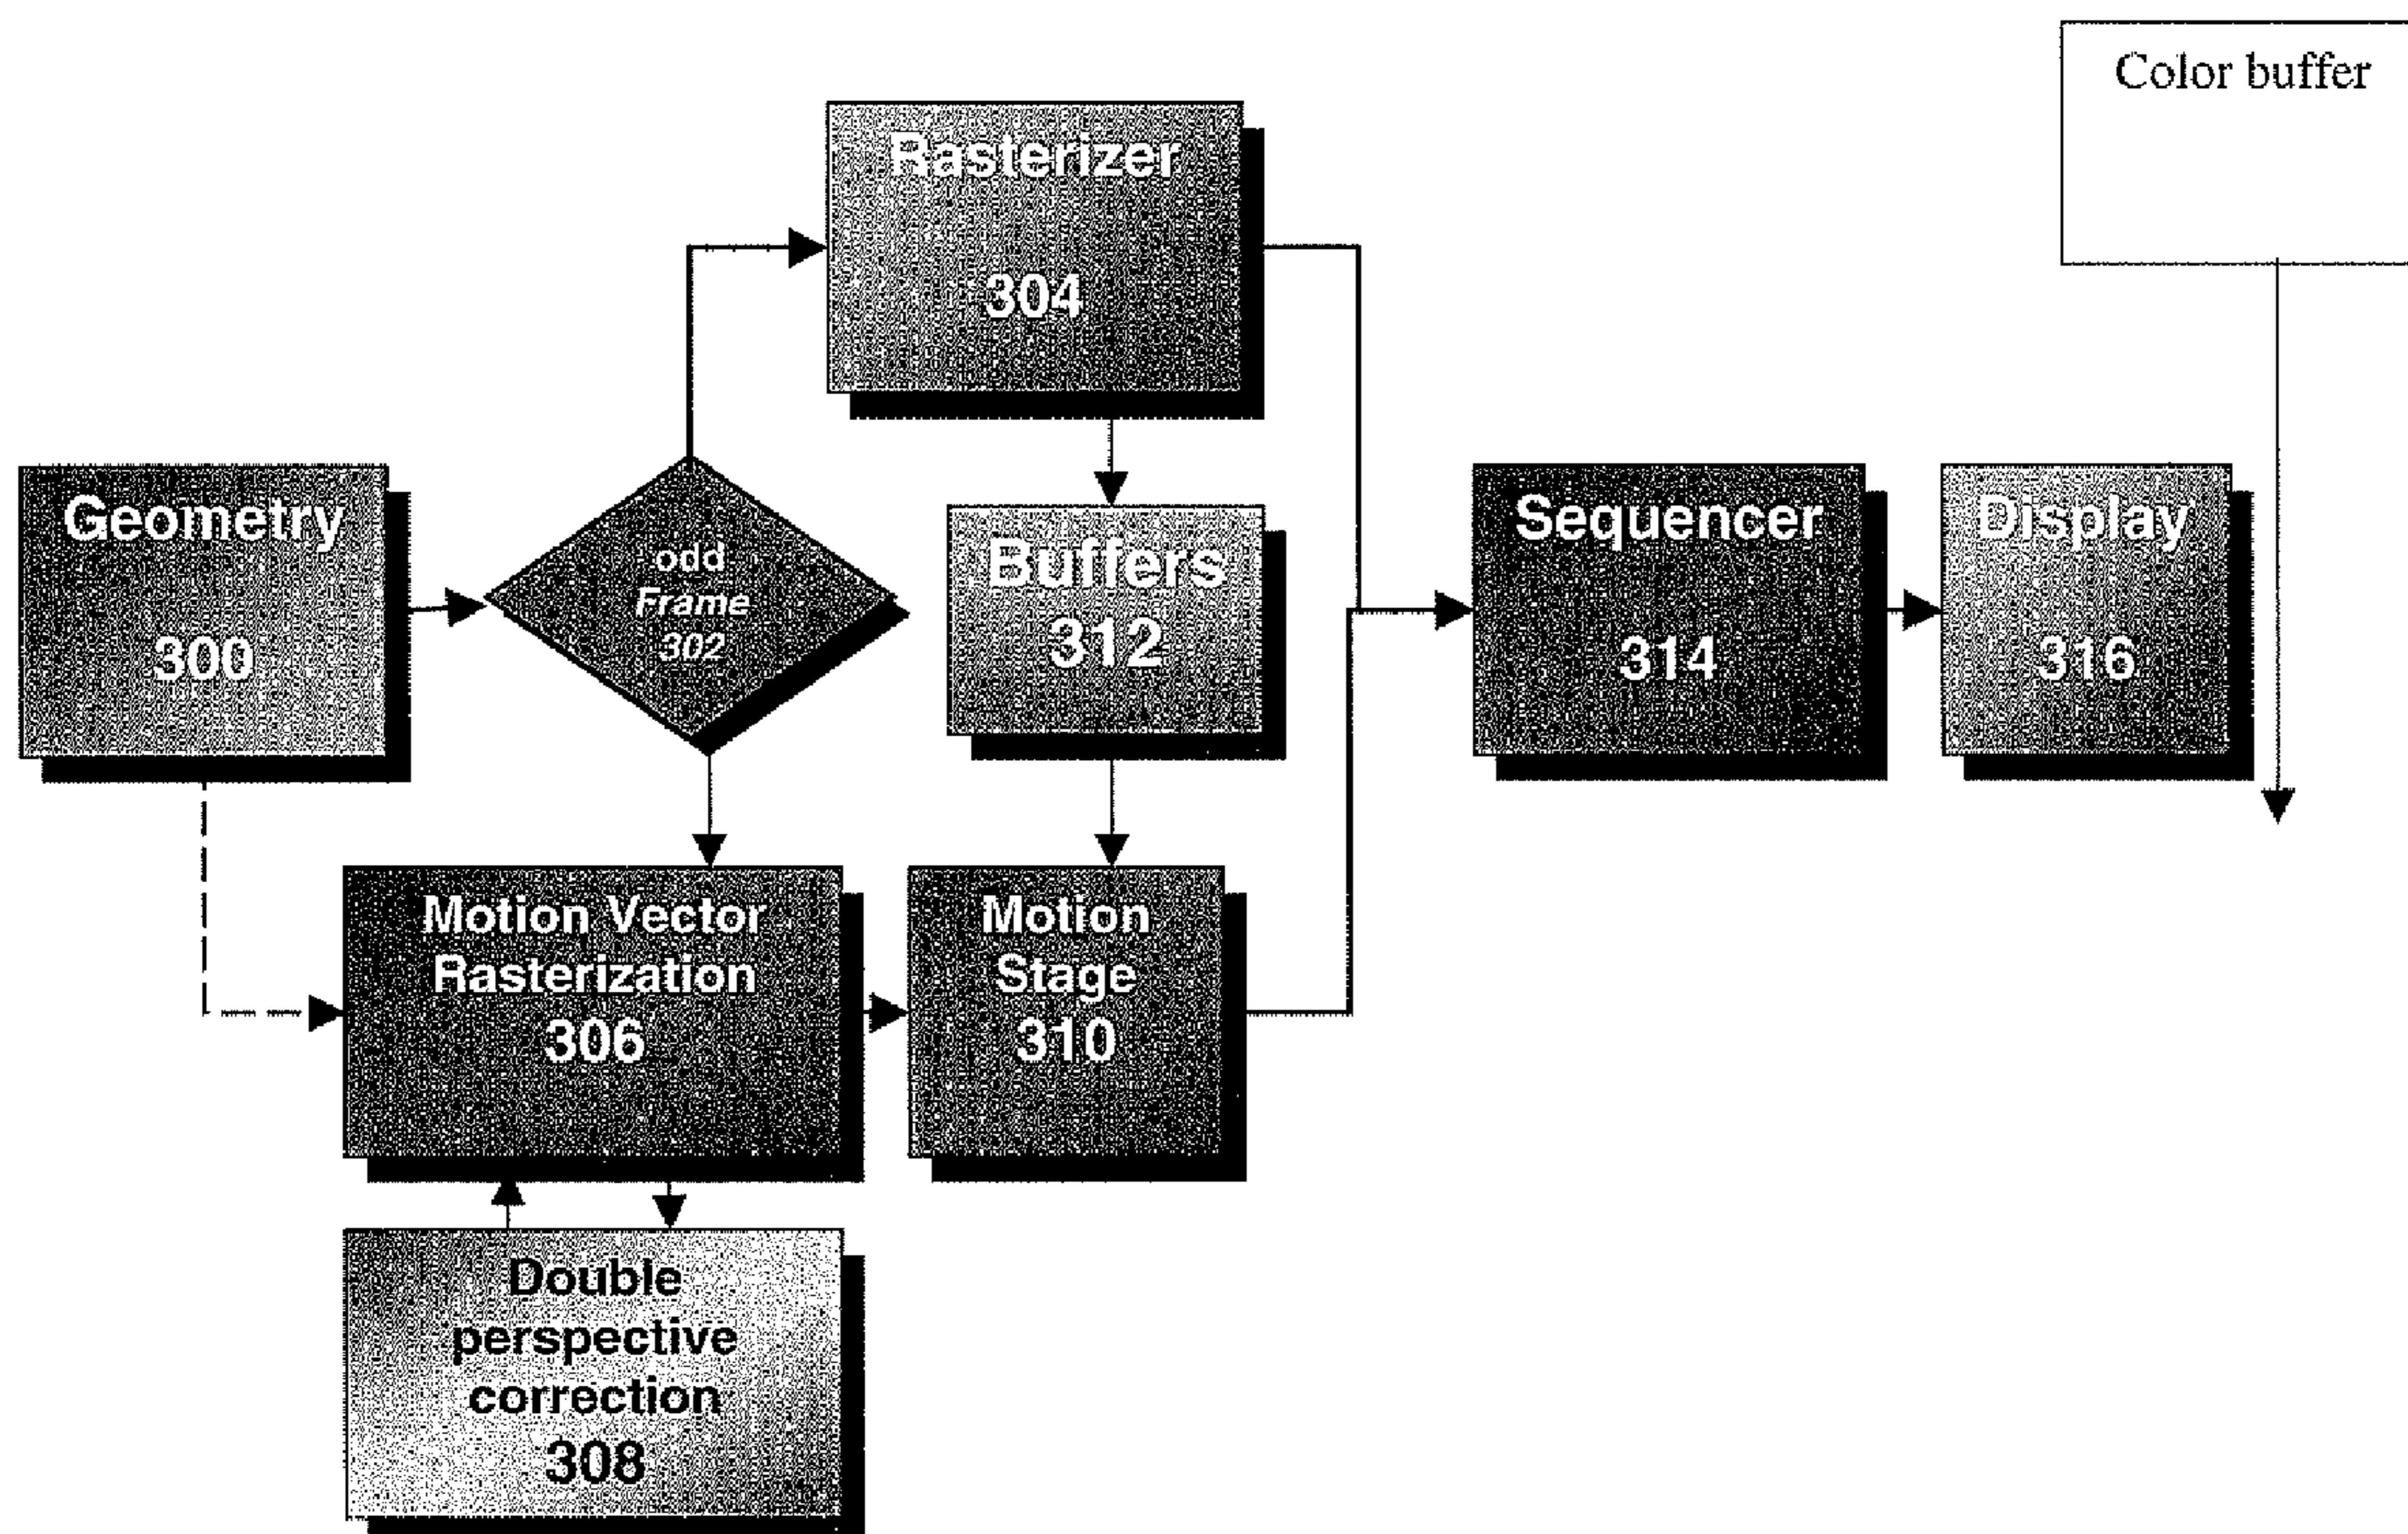 Color buffer
Rasterizer
304
Geometry
300
odd
Frame
302
Buffers
312
Sequencer
314
Display
316
Motion Vector
Rasterization
306
Motion
Stage
310
Double
perspective
correction
308